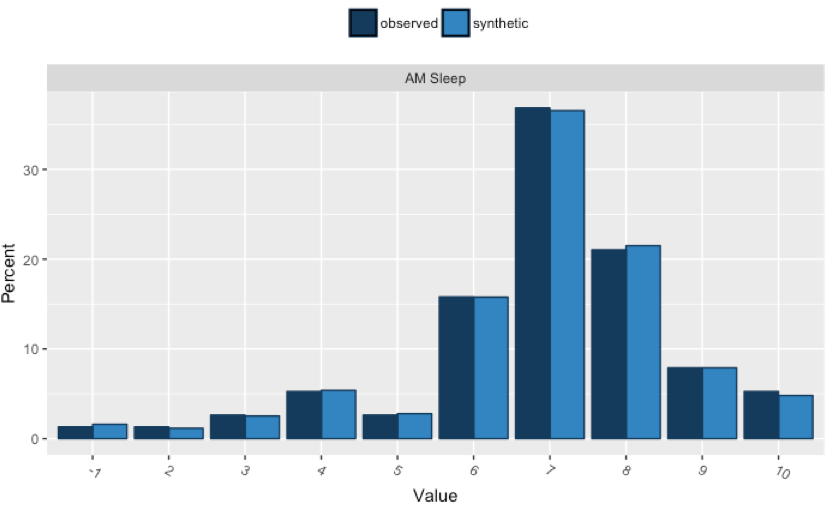 observed synthetic
AM Sleep
Percent
30
20
10
0
-1 2 3 4 5 6 7 8 9 10
Value